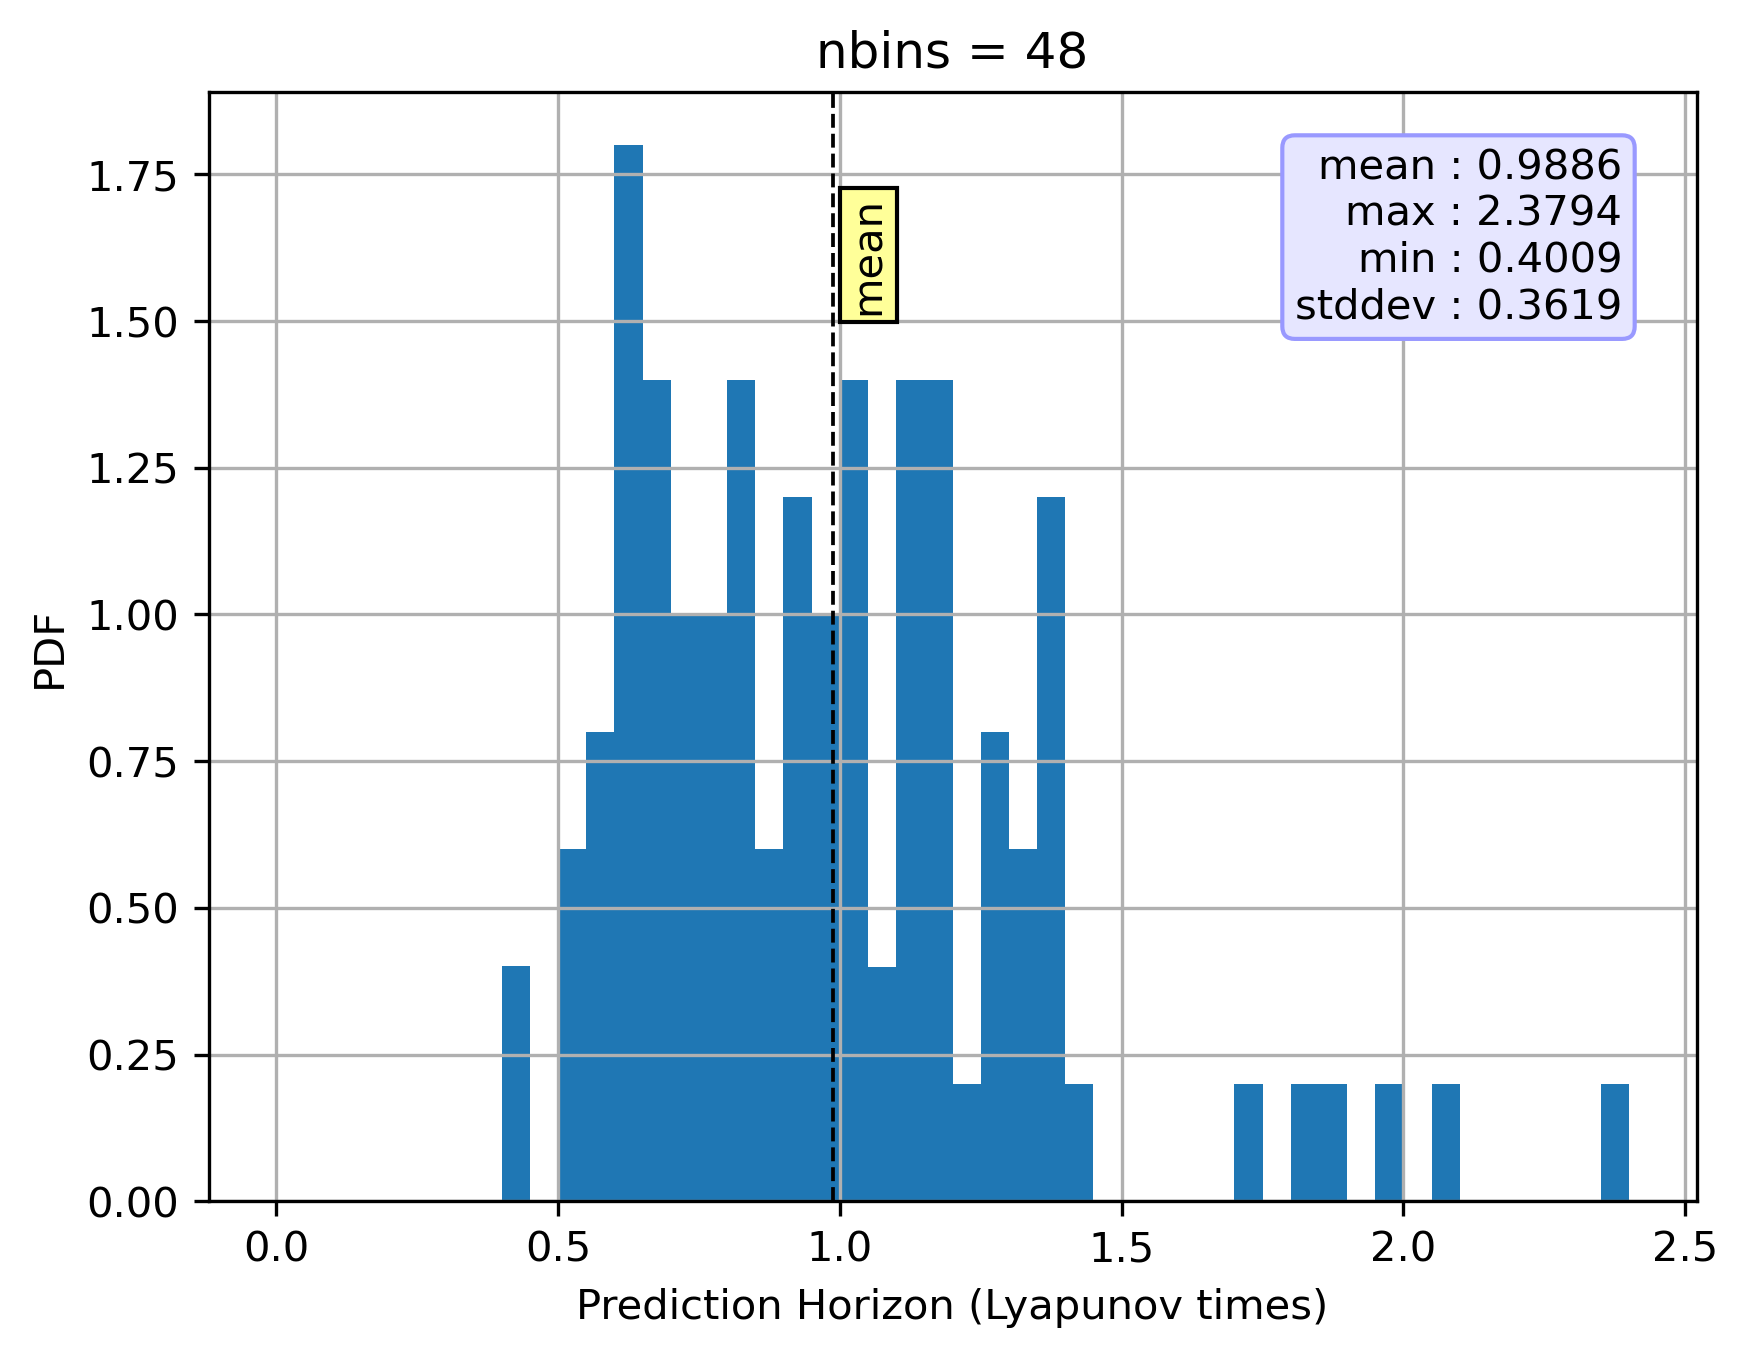 nbins = 48
mean : 0.9886
max : 2.3794
min : 0.4009
stddev : 0.3619
mean
PDF
1.75
1.50
1.25
1.00
0.75
0.50
0.25
0.00
0.0 0.5 1.0 1.5 2.0 2.5
Prediction Horizon (Lyapunov times)